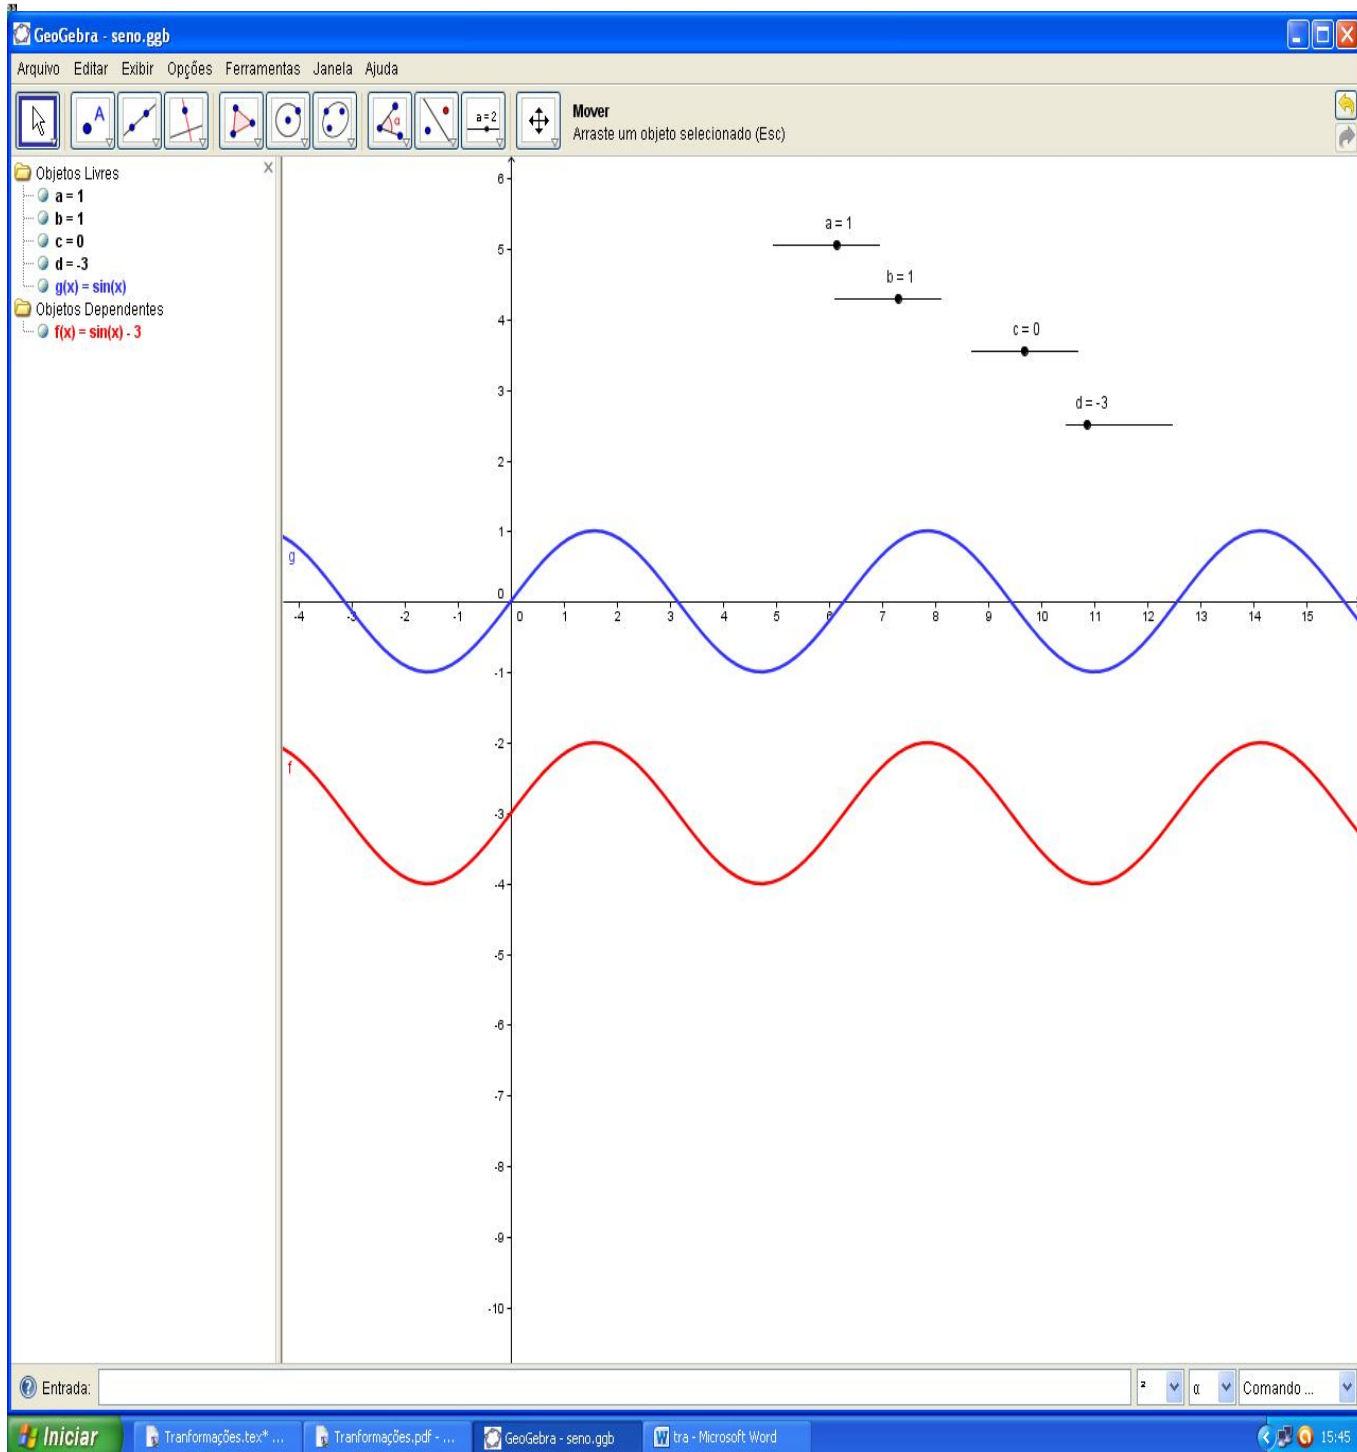 GeoGebra - seno.ggb
Arquivo Editar Exibir Opções Ferramentas Janela Ajuda
A
α
a = 2
Mover
Arraste um objeto selecionado (Esc)
Objetos Livres
a = 1
b = 1
c = 0
d = -3
g(x) = sin(x)
Objetos Dependentes
f(x) = sin(x) - 3
a = 1
b = 1
c = 0
d = -3
6
5
4
3
2
1
0
-1
-2
-3
-4
-5
-6
-7
-8
-9
-10
-4 -3 -2 -1 0 1 2 3 4 5 6 7 8 9 10 11 12 13 14 15
g
f
Entrada:
² α Comando ...
Iniciar Tranformações.tex* ... Tranformações.pdf - ... GeoGebra - seno.ggb tra - Microsoft Word 15:45